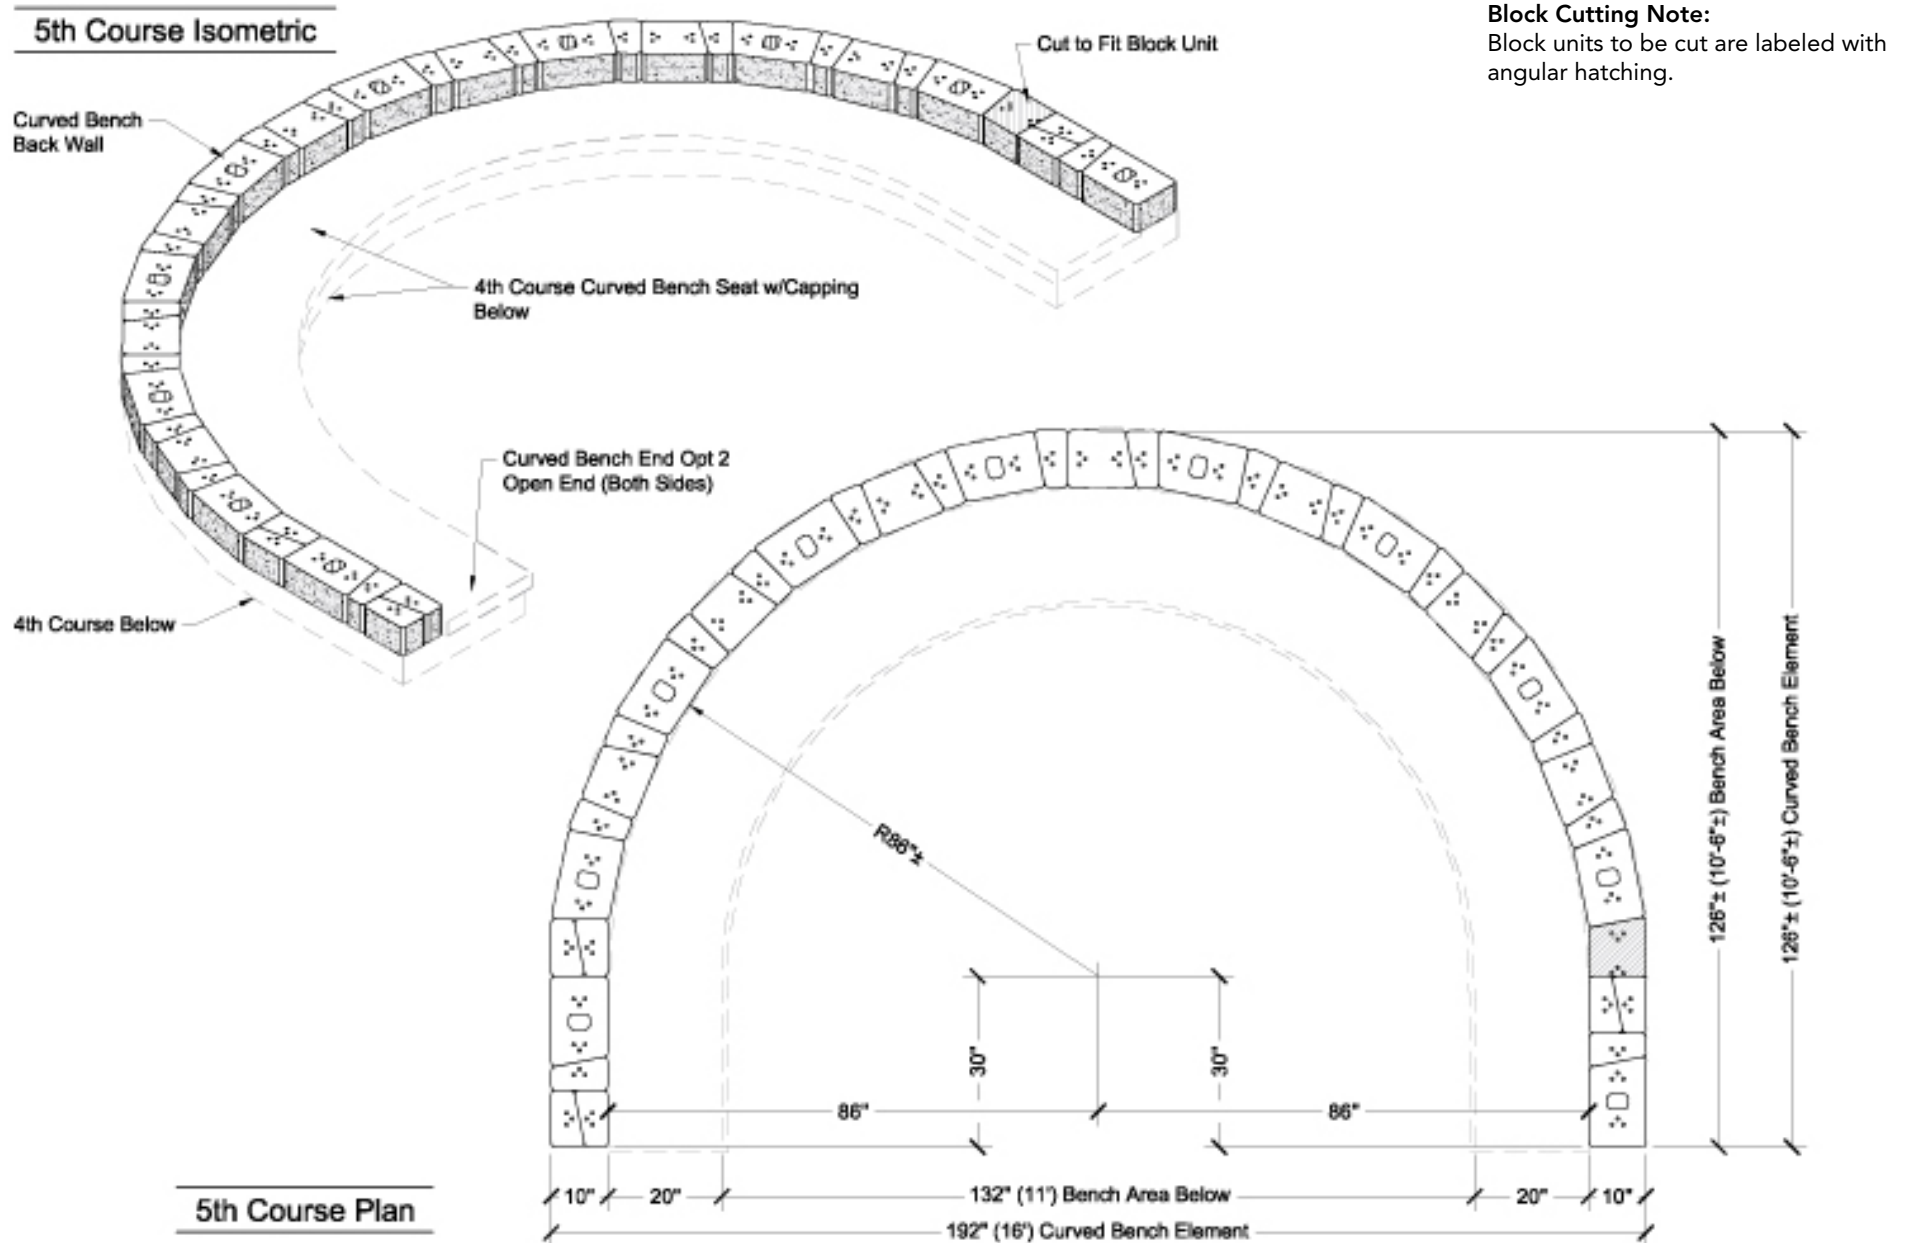 5th Course Isometric
Block Cutting Note:
Block units to be cut are labeled with
angular hatching.
Cut to Fit Block Unit
Curved Bench
Back Wall
4th Course Curved Bench Seat w/Capping
Below
Curved Bench End Opt 2
Open End (Both Sides)
4th Course Below
R86"±
126"± (10'-6"±) Bench Area Below
126"± (10'-6"±) Curved Bench Element
30"
30"
86"
86"
10"
20"
132" (11') Bench Area Below
20"
10"
192" (16') Curved Bench Element
5th Course Plan